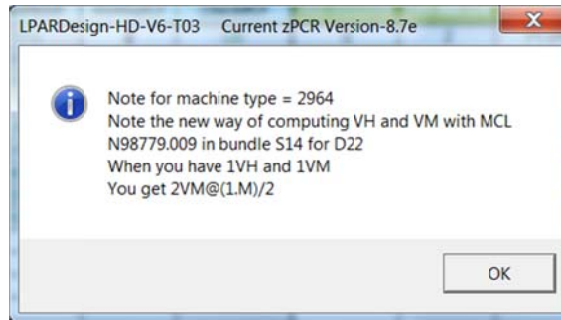 LPARDesign-HD-V6-T03 Current zPCR Version-8.7e
Note for machine type = 2964
Note the new way of computing VH and VM with MCL
N98779.009 in bundle S14 for D22
When you have 1VH and 1VM
You get 2VM@(1.M)/2
OK